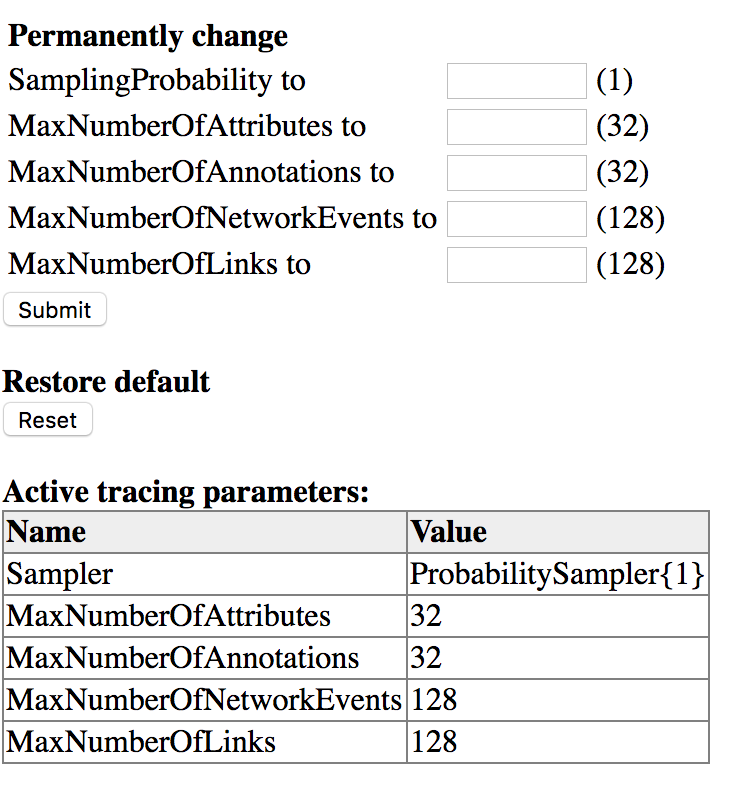 Permanently change
SamplingProbability to (1)
MaxNumberOfAttributes to (32)
MaxNumberOfAnnotations to (32)
MaxNumberOfNetworkEvents to (128)
MaxNumberOfLinks to (128)
Submit
Restore default
Reset
Active tracing parameters:
Name Value
Sampler ProbabilitySampler{1}
MaxNumberOfAttributes 32
MaxNumberOfAnnotations 32
MaxNumberOfNetworkEvents 128
MaxNumberOfLinks 128